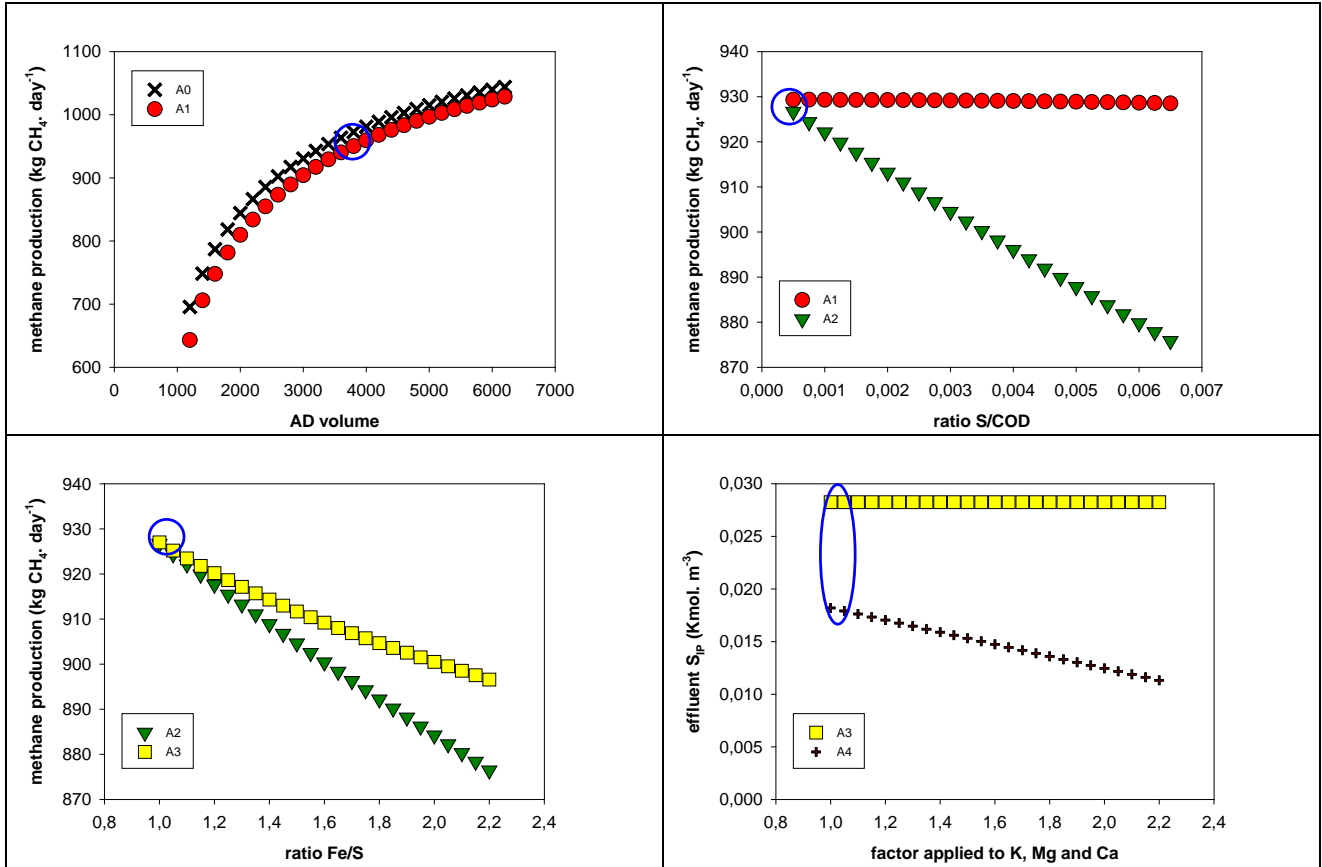 methane production (kg CH4. day-1)
1100
1000
900
800
700
600
A0
A1
0 1000 2000 3000 4000 5000 6000 7000
AD volume
methane production (kg CH4. day-1)
940
930
920
910
900
890
880
870
A1
A2
0,000 0,001 0,002 0,003 0,004 0,005 0,006 0,007
ratio S/COD
methane production (kg CH4. day-1)
940
930
920
910
900
890
880
870
A2
A3
0,8 1,0 1,2 1,4 1,6 1,8 2,0 2,2 2,4
ratio Fe/S
effluent SIP (Kmol. m-3)
0,030
0,025
0,020
0,015
0,010
0,005
0,000
A3
A4
0,8 1,0 1,2 1,4 1,6 1,8 2,0 2,2 2,4
factor applied to K, Mg and Ca